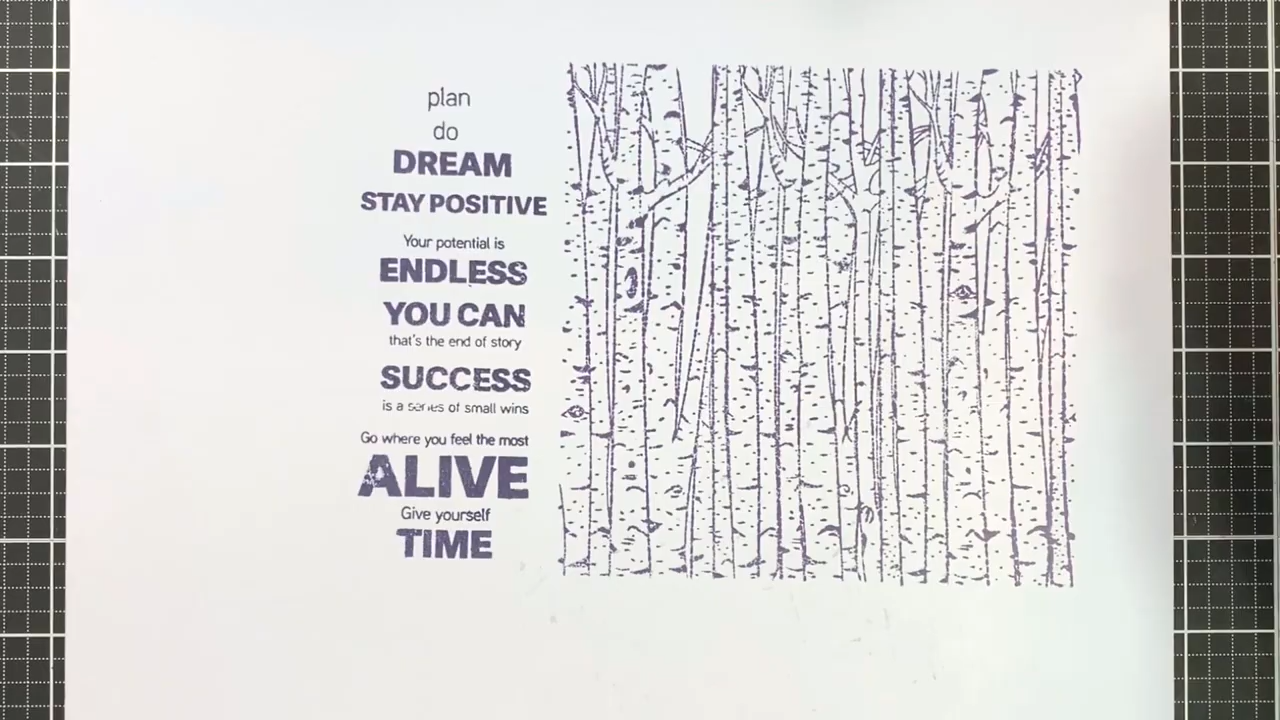 plan
do
DREAM
STAY POSITIVE
Your potential is
ENDLESS
YOU CAN
that's the end of story
SUCCESS
is a series of small wins
Go where you feel the most
ALIVE
Give yourself
TIME